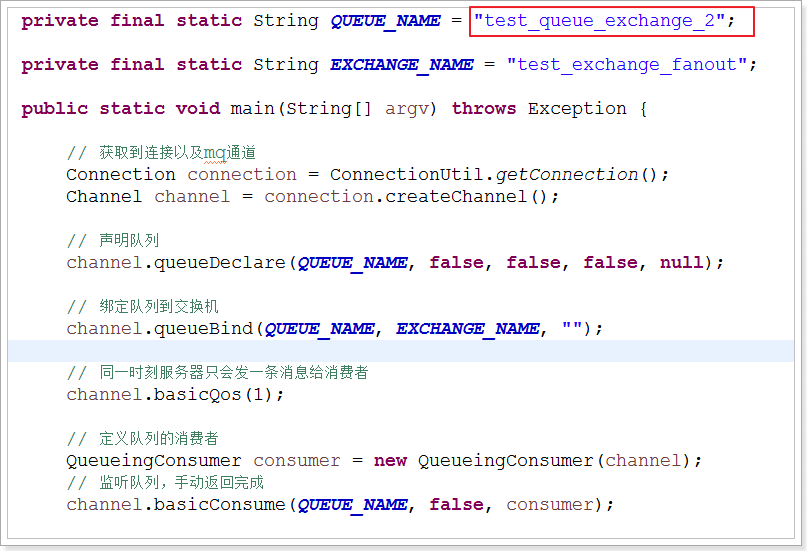 private final static String QUEUE_NAME = "test_queue_exchange_2";
private final static String EXCHANGE_NAME = "test_exchange_fanout";
public static void main(String[] argv) throws Exception {
// 获取到连接以及mq通道
Connection connection = ConnectionUtil.getConnection();
Channel channel = connection.createChannel();
// 声明队列
channel.queueDeclare(QUEUE_NAME, false, false, false, null);
// 绑定队列到交换机
channel.queueBind(QUEUE_NAME, EXCHANGE_NAME, "");
// 同一时刻服务器只会发一条消息给消费者
channel.basicQos(1);
// 定义队列的消费者
QueueingConsumer consumer = new QueueingConsumer(channel);
// 监听队列，手动返回完成
channel.basicConsume(QUEUE_NAME, false, consumer);